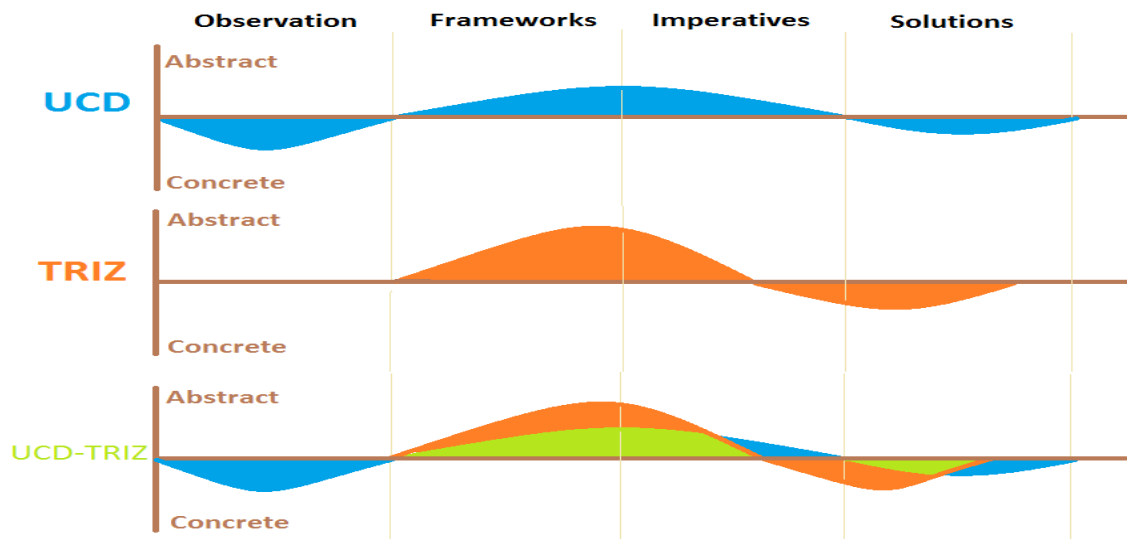 Observation Frameworks Imperatives Solutions
Abstract
UCD
Concrete
Abstract
TRIZ
Concrete
Abstract
UCD-TRIZ
Concrete